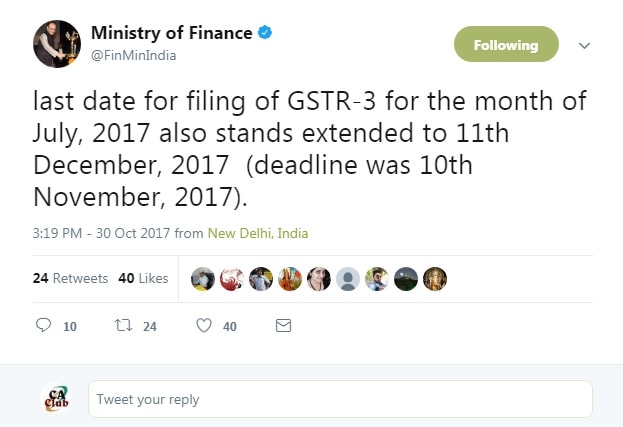 Ministry of Finance
@FinMinIndia
Following
last date for filing of GSTR-3 for the month of
July, 2017 also stands extended to 11th
December, 2017  (deadline was 10th
November, 2017).
3:19 PM - 30 Oct 2017 from New Delhi, India
24 Retweets 40 Likes
10 24 40
CA
Club
Tweet your reply